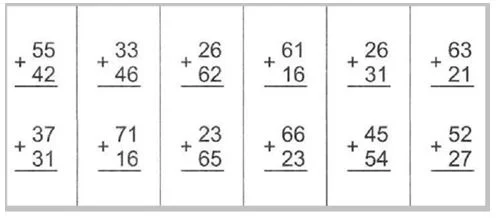 55 33 26 61 26 63
+ + + + + +
42 46 62 16 31 21
37 71 23 66 45 52
+ + + + + +
31 16 65 23 54 27